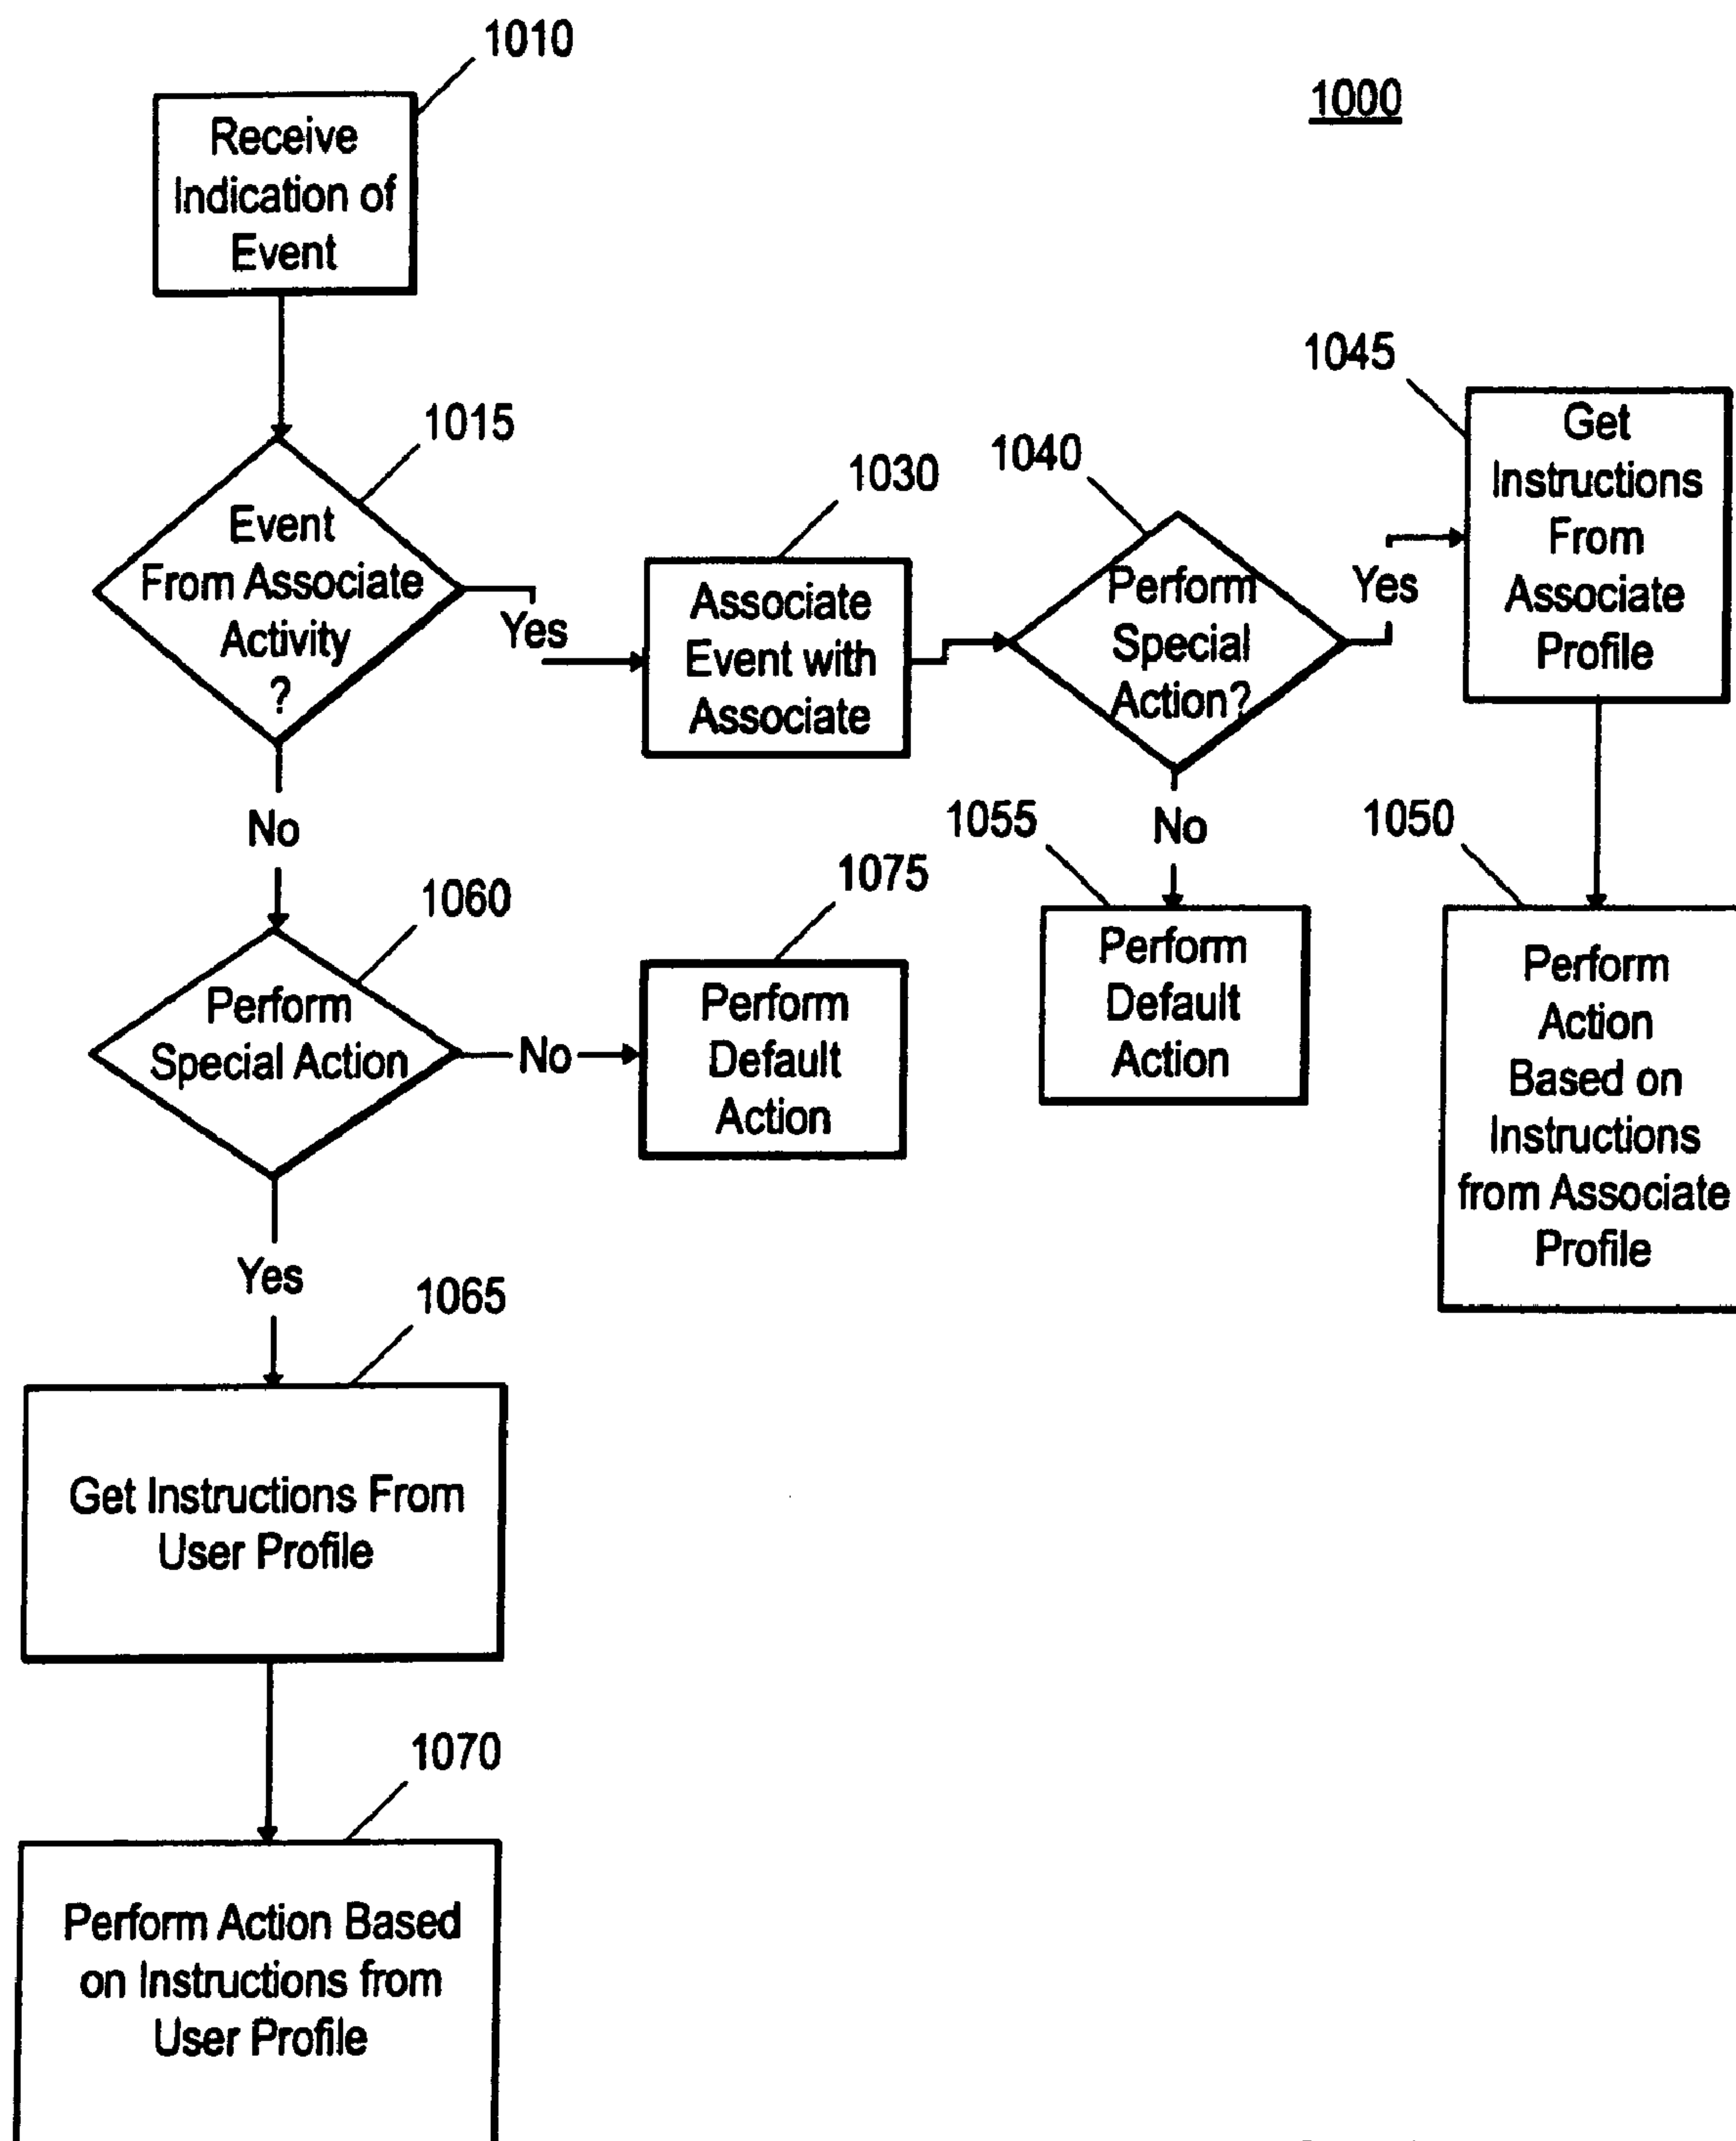 1010
1000
Receive
Indication of
Event
1015
Event
From Associate
Activity
?
Yes
No
1030
Associate
Event with
Associate
1040
Perform
Special
Action?
Yes
No
1045
Get
Instructions
From
Associate
Profile
1050
Perform
Action
Based on
Instructions
from Associate
Profile
1055
Perform
Default
Action
1060
Perform
Special Action
No
Yes
1075
Perform
Default
Action
1065
Get Instructions From
User Profile
1070
Perform Action Based
on Instructions from
User Profile